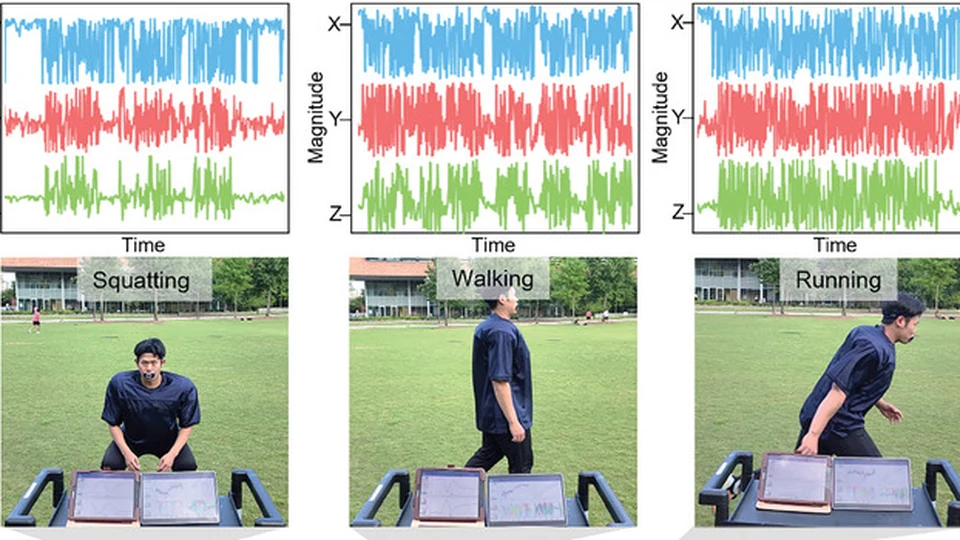 X
Y
Z
Magnitude
X
Y
Z
Magnitude
Time
Time
Time
Squatting
Walking
Running